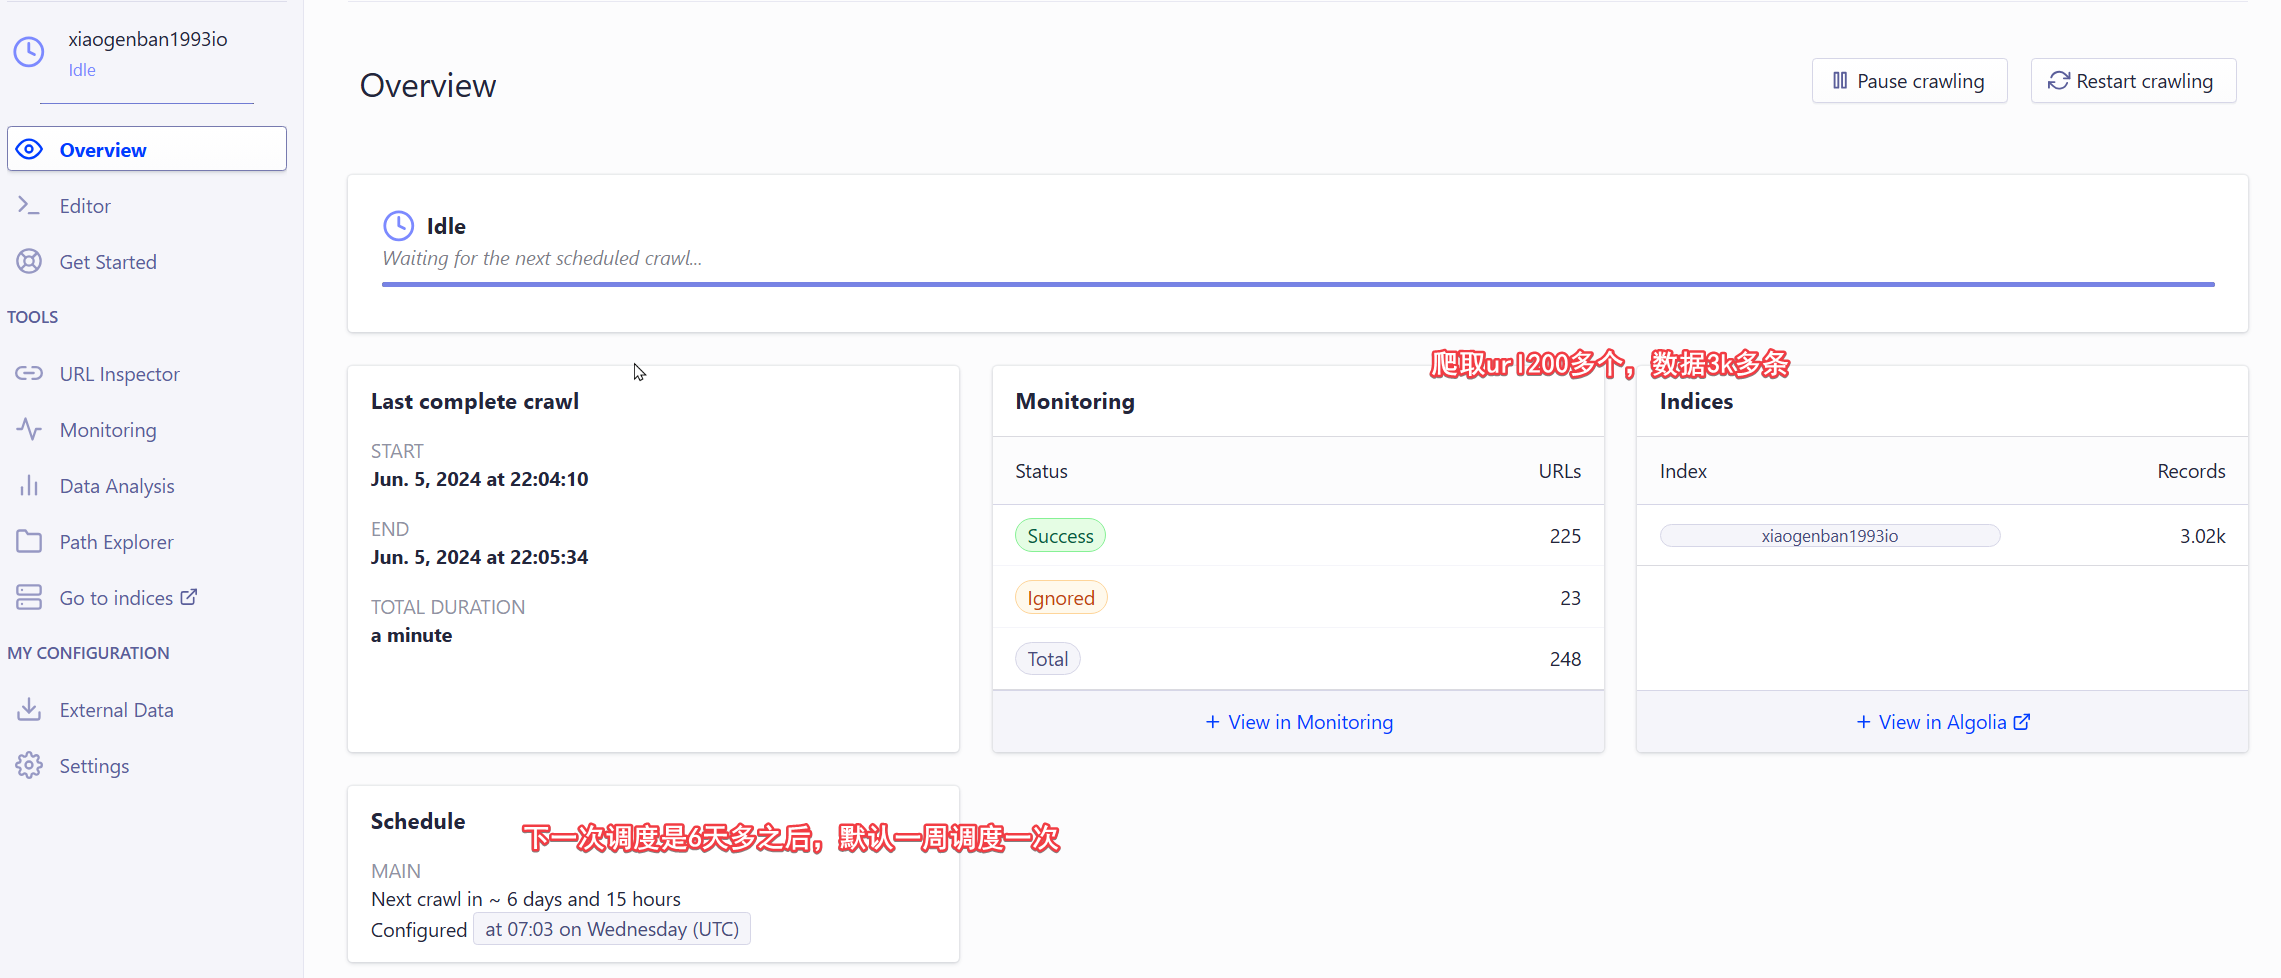 xiaogenban1993io
Idle
Overview
Editor
Get Started
TOOLS
URL Inspector
Monitoring
Data Analysis
Path Explorer
Go to indices
MY CONFIGURATION
External Data
Settings
Overview
Pause crawling
Restart crawling
Idle
Waiting for the next scheduled crawl...
爬取url200多个，数据3k多条
Last complete crawl
START
Jun. 5, 2024 at 22:04:10
END
Jun. 5, 2024 at 22:05:34
TOTAL DURATION
a minute
Monitoring
Status URLs
Success 225
Ignored 23
Total 248
+ View in Monitoring
Indices
Index Records
xiaogenban1993io 3.02k
+ View in Algolia
Schedule
下一次调度是6天多之后，默认一周调度一次
MAIN
Next crawl in ~ 6 days and 15 hours
Configured at 07:03 on Wednesday (UTC)